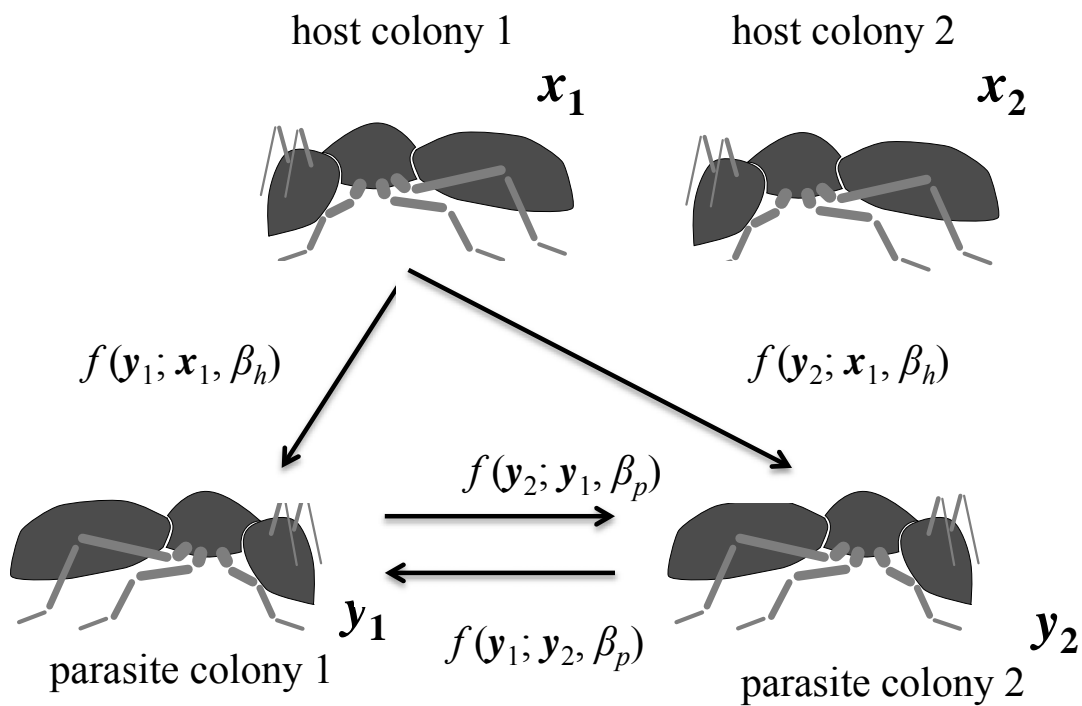 host colony 1
host colony 2
x₁
x₂
f(y₁; x₁, βₕ)
f(y₂; x₁, βₕ)
f(y₂; y₁, βₚ)
y₁
f(y₁; y₂, βₚ)
y₂
parasite colony 1
parasite colony 2